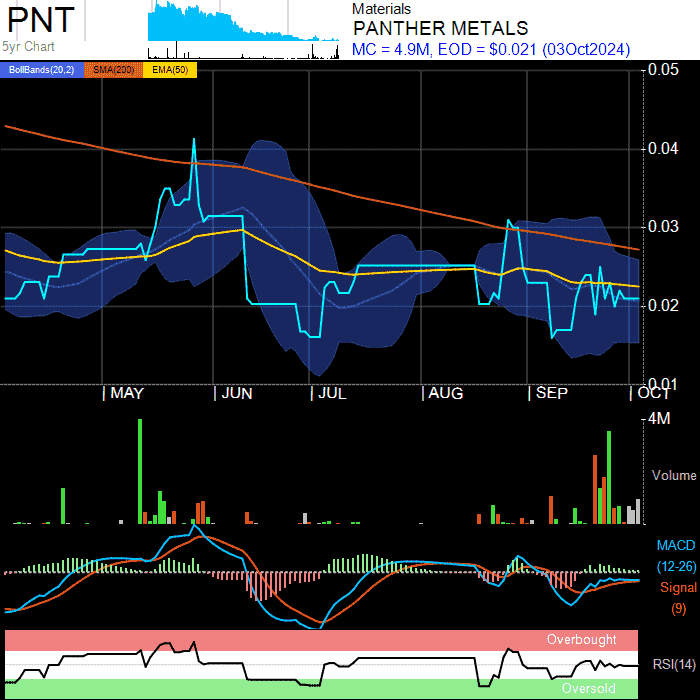 PNT
5yr Chart
Materials
PANTHER METALS
MC = 4.9M, EOD = $0.021 (03Oct2024)
BollBands(20,2) SMA(200) EMA(50)
0.05
0.04
0.03
0.02
0.01
MAY JUN JUL AUG SEP OCT
4M
Volume
MACD
(12-26)
Signal
(9)
Overbought
RSI(14)
Oversold